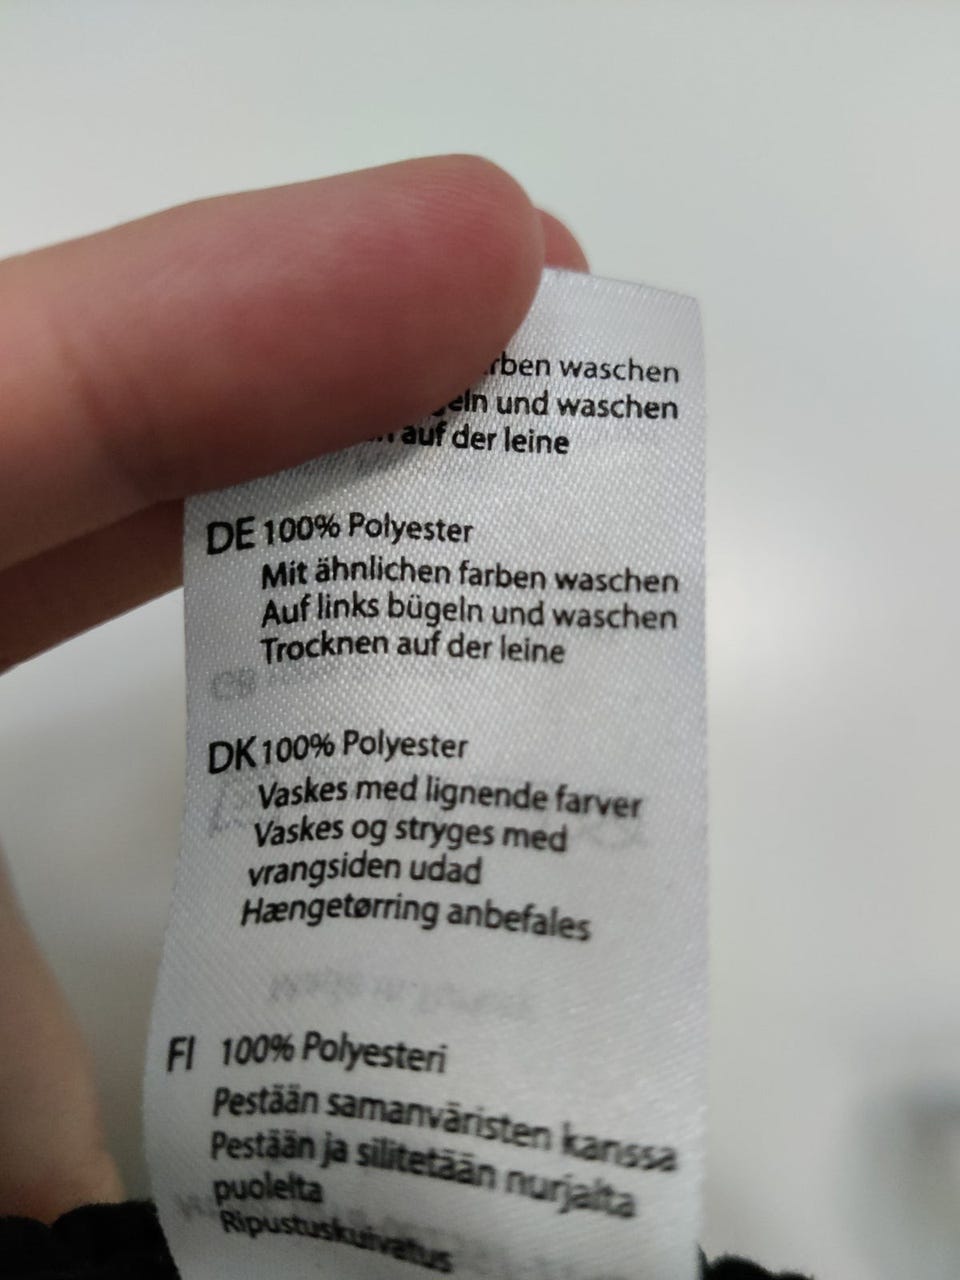 waschen
und waschen
auf der leine
DE 100% Polyester
Mit ähnlichen farben waschen
Auf links bügeln und waschen
Trocknen auf der leine
DK 100% Polyester
Vaskes med lignende farver
Vaskes og stryges med
vrangsiden udad
Hængetørring anbefales
FI 100% Polyesteri
Pestään samanväristen kanssa
Pestään ja silitetään nurjalta
puolelta
Ripustuskuivatus